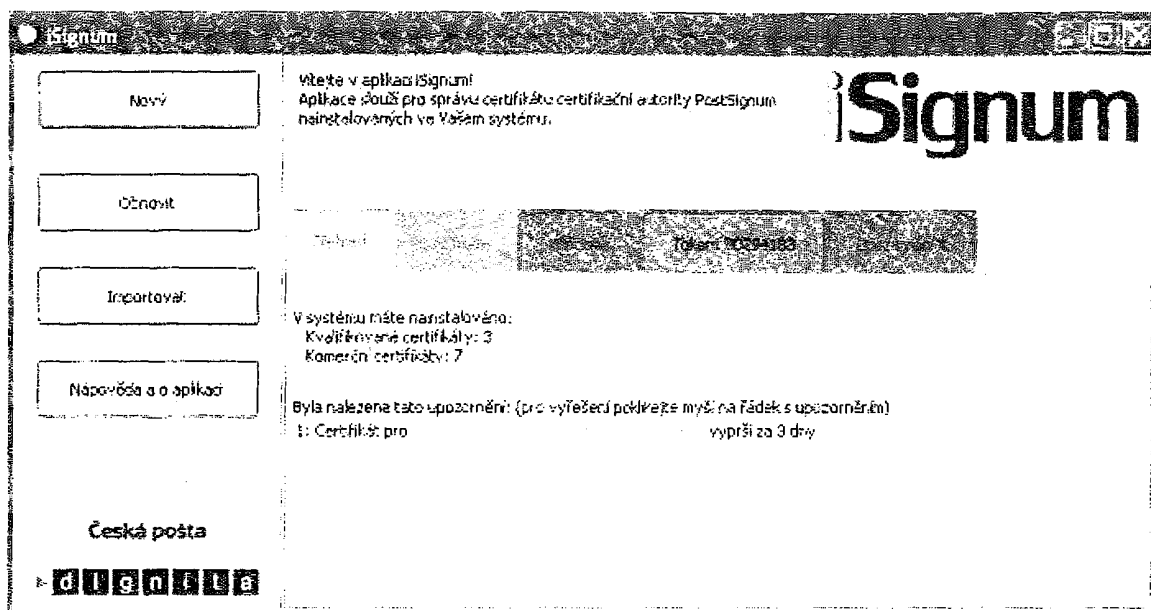 iSignum
Nový
Obnovit
Importovat
Nápověda a o aplikaci
Česká pošta
dignita
Vítejte v aplikaci iSignum!
Aplikace slouží pro správu certifikátu certifikační autority PostSignum
nainstalovaných ve Vašem systému.
iSignum
V systému máte nainstalováno:
Kvalifikované certifikáty: 3
Komerční certifikáty: 7
Byla nalezena tato upozornění: (pro vyřešení poklikejte myší na řádek s upozorněním)
1: Certifikát pro vyprší za 3 dny